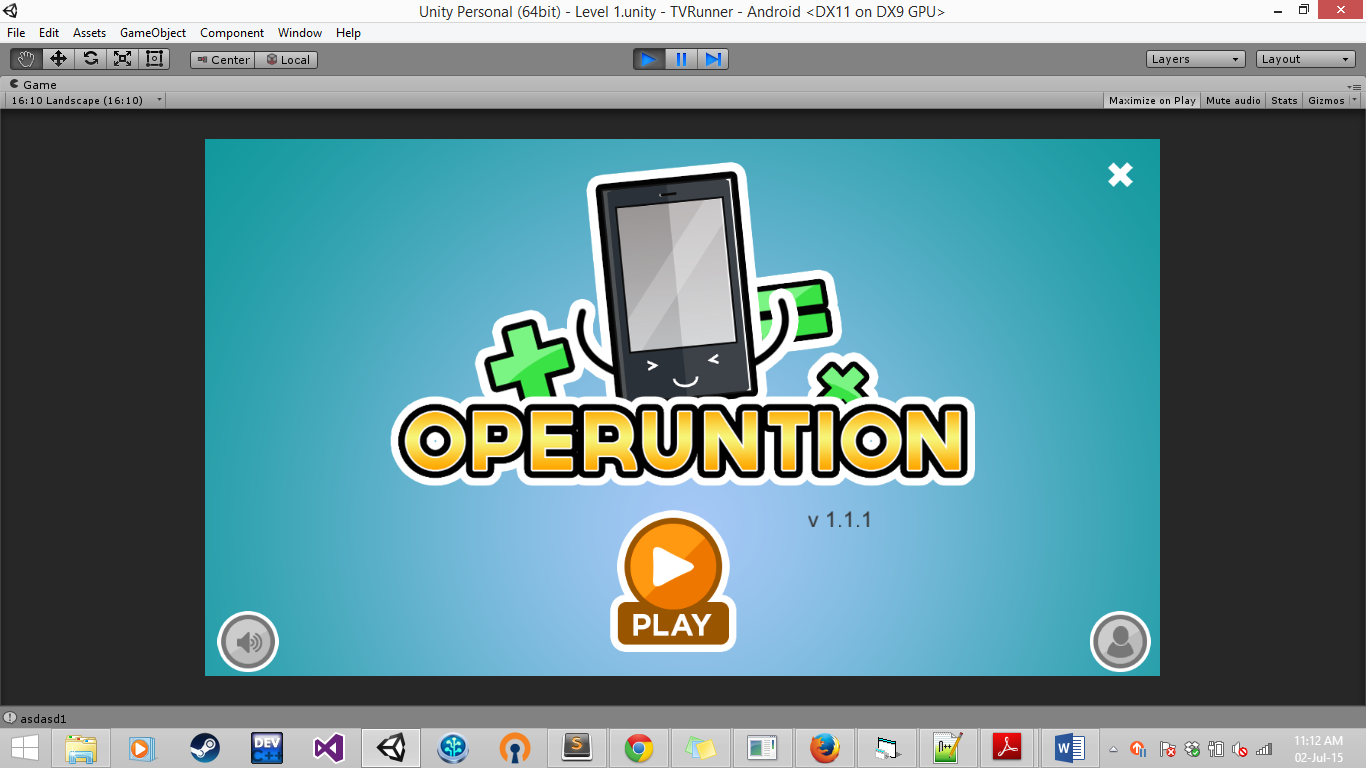 Unity Personal (64bit) - Level 1.unity - TVRunner - Android <DX11 on DX9 GPU>
File Edit Assets GameObject Component Window Help
Center Local Layers Layout
Game
16:10 Landscape (16:10) Maximize on Play Mute audio Stats Gizmos
OPERUNTION
v 1.1.1
PLAY
asdasd1
DEV
C++
S
N++
W
11:12 AM
02-Jul-15